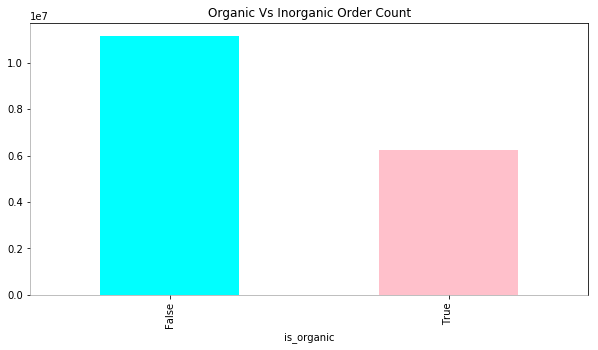 Organic Vs Inorganic Order Count
1e7
1.0
0.8
0.6
0.4
0.2
0.0
False
True
is_organic